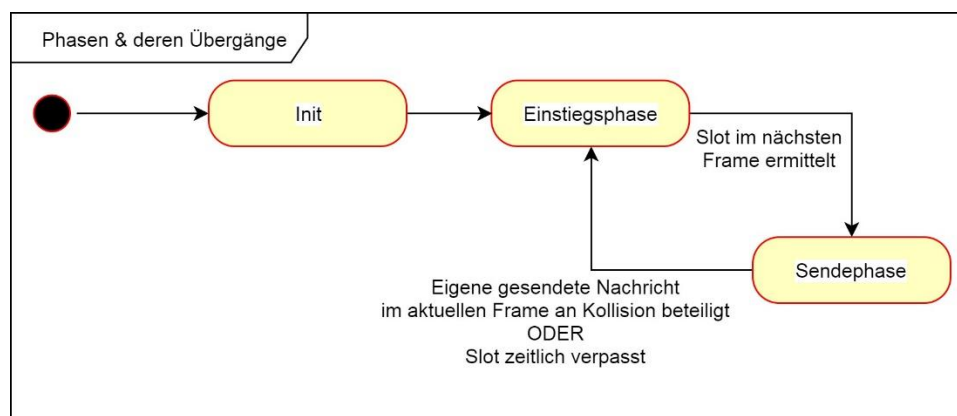 Phasen & deren Übergänge
Init
Einstiegsphase
Slot im nächsten
Frame ermittelt
Sendephase
Eigene gesendete Nachricht
im aktuellen Frame an Kollision beteiligt
ODER
Slot zeitlich verpasst